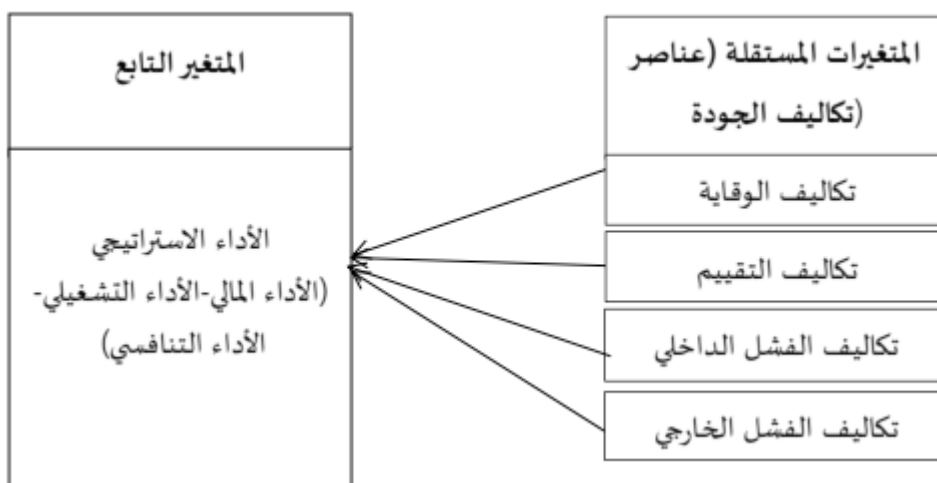 المتغيرات المستقلة (عناصر
تكاليف الجودة)
تكاليف الوقاية
تكاليف التقييم
تكاليف الفشل الداخلي
تكاليف الفشل الخارجي
المتغير التابع
الأداء الاستراتيجي
(الأداء المالي-الأداء التشغيلي-
الأداء التنافسي)